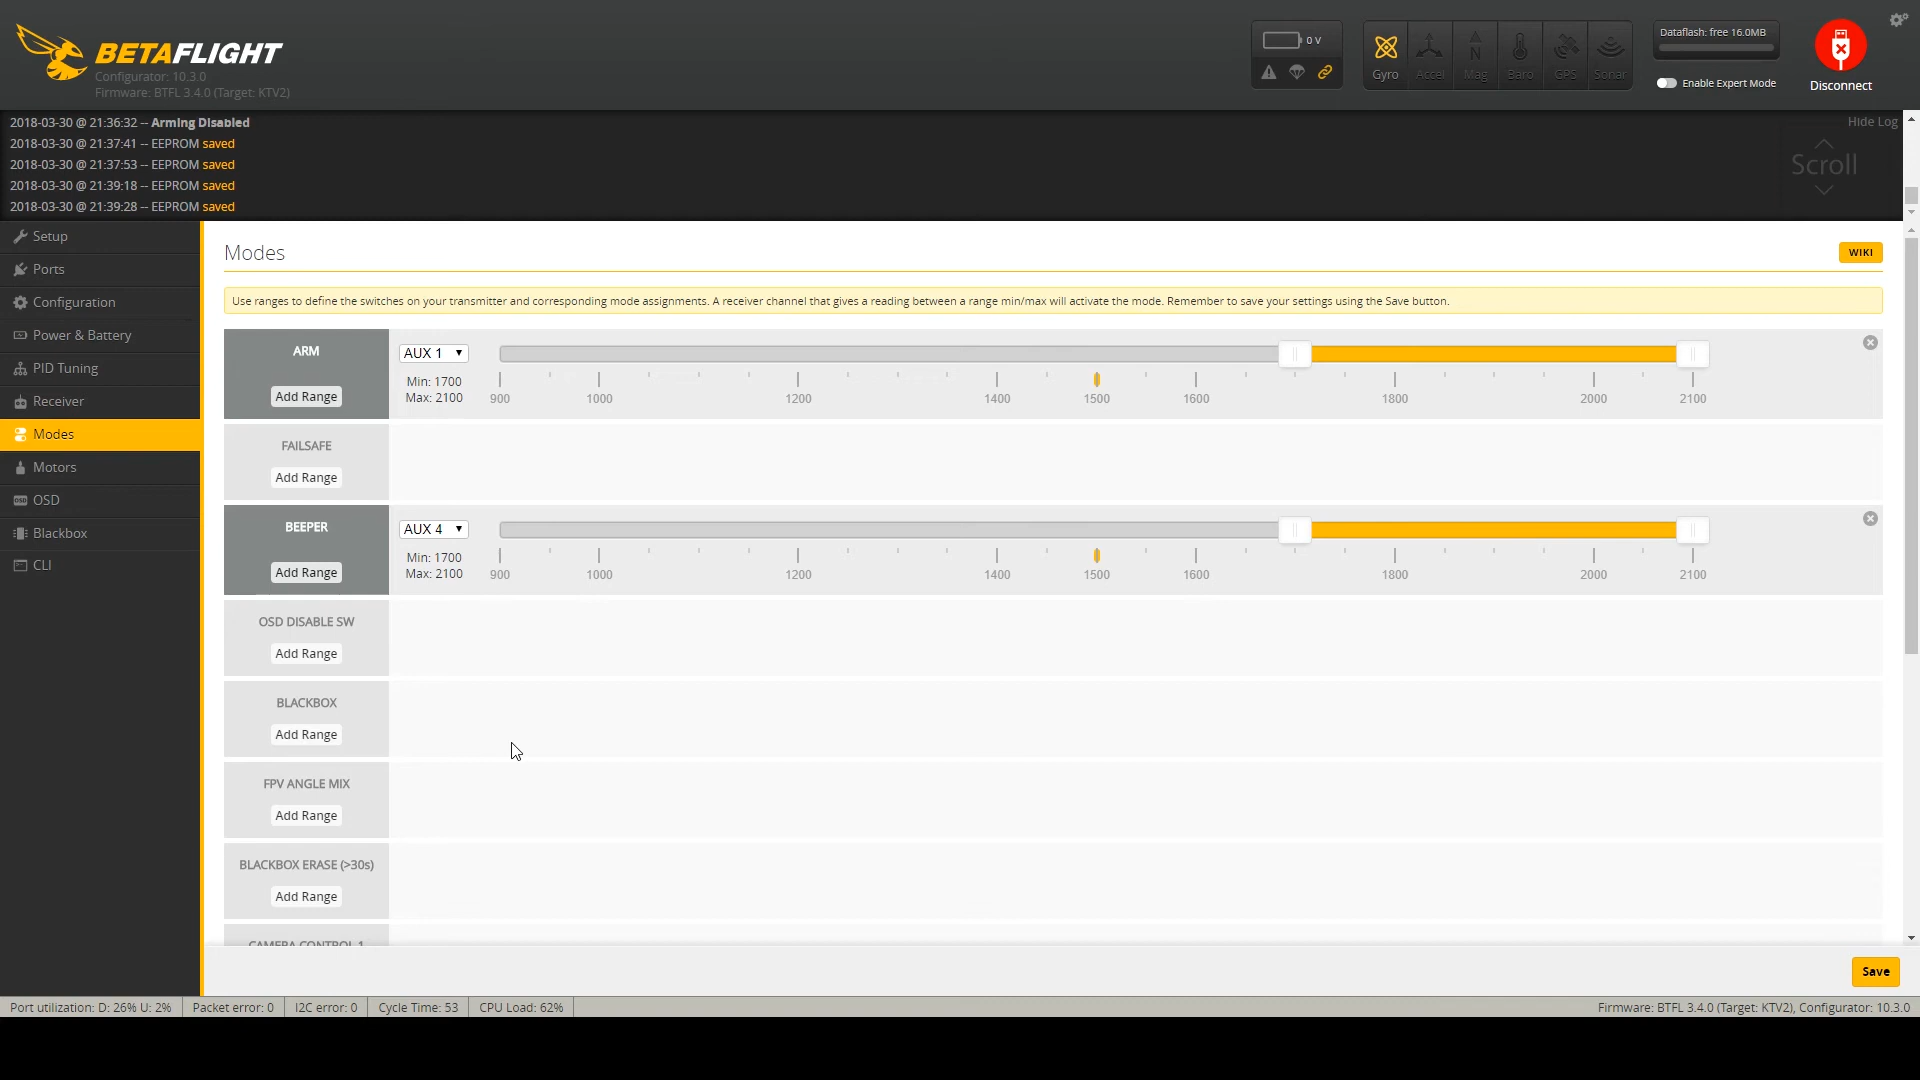 BETAFLIGHT
Configurator: 10.3.0
Firmware: BTFL 3.4.0 (Target: KTV2)
0 V
Gyro
Accel
Mag
Baro
GPS
Sonar
Dataflash: free 16.0MB
Enable Expert Mode
Disconnect
2018-03-30 @ 21:36:32 -- Arming Disabled
2018-03-30 @ 21:37:41 -- EEPROM saved
2018-03-30 @ 21:37:53 -- EEPROM saved
2018-03-30 @ 21:39:18 -- EEPROM saved
2018-03-30 @ 21:39:28 -- EEPROM saved
Hide Log
Scroll
Setup
Ports
Configuration
Power & Battery
PID Tuning
Receiver
Modes
Motors
OSD
Blackbox
CLI
Modes
WIKI
Use ranges to define the switches on your transmitter and corresponding mode assignments. A receiver channel that gives a reading between a range min/max will activate the mode. Remember to save your settings using the Save button.
ARM
Add Range
AUX 1
Min: 1700
Max: 2100
900 1000 1200 1400 1500 1600 1800 2000 2100
FAILSAFE
Add Range
BEEPER
Add Range
AUX 4
Min: 1700
Max: 2100
900 1000 1200 1400 1500 1600 1800 2000 2100
OSD DISABLE SW
Add Range
BLACKBOX
Add Range
FPV ANGLE MIX
Add Range
BLACKBOX ERASE (>30s)
Add Range
CAMERA CONTROL 1
Save
Port utilization: D: 26% U: 2% Packet error: 0 I2C error: 0 Cycle Time: 53 CPU Load: 62% Firmware: BTFL 3.4.0 (Target: KTV2), Configurator: 10.3.0